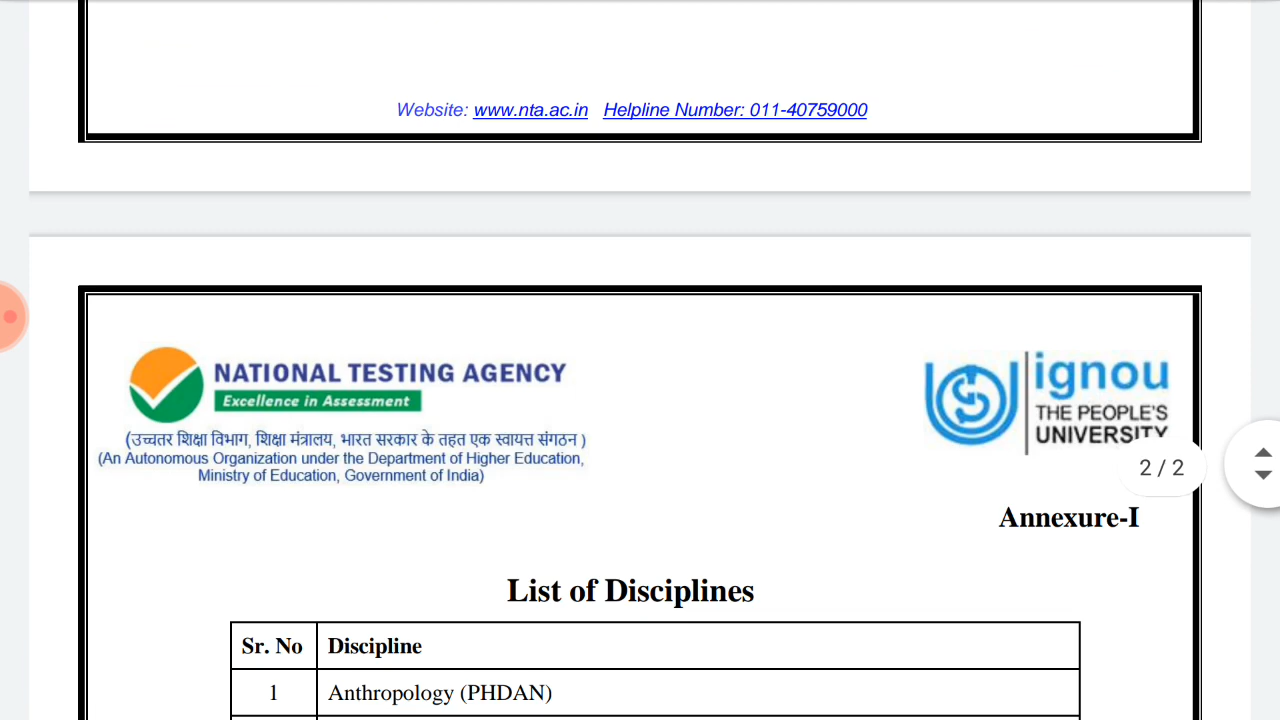 Website: www.nta.ac.in Helpline Number: 011-40759000
NATIONAL TESTING AGENCY
Excellence in Assessment
(उच्चतर शिक्षा विभाग, शिक्षा मंत्रालय, भारत सरकार के तहत एक स्वायत्त संगठन )
(An Autonomous Organization under the Department of Higher Education,
Ministry of Education, Government of India)
ignou
THE PEOPLE'S
UNIVERSITY
2 / 2
Annexure-I
List of Disciplines
Sr. No Discipline
1 Anthropology (PHDAN)